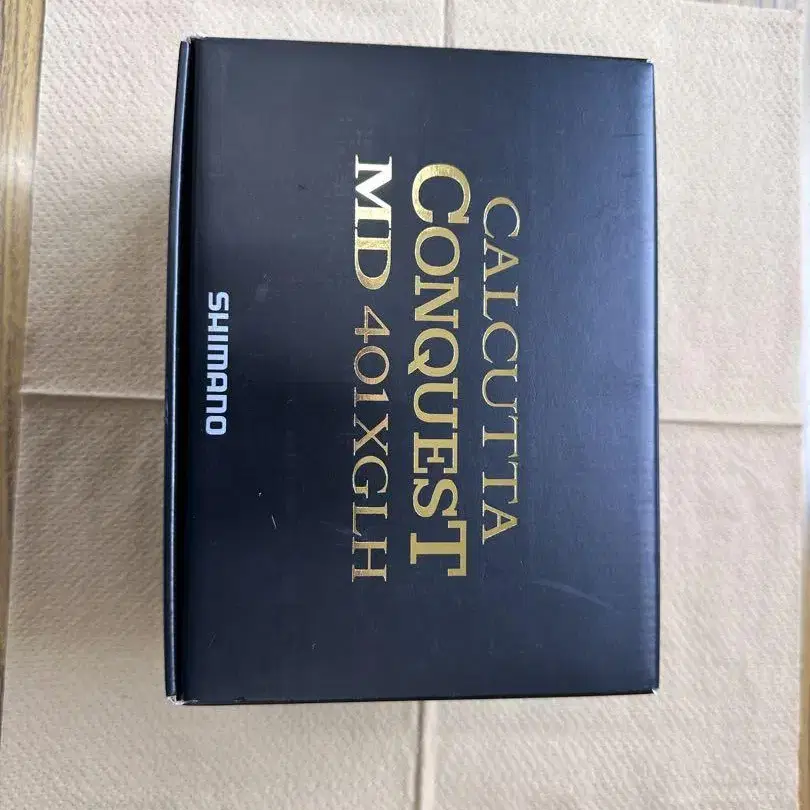 CALCUTTA
CONQUEST
MD 401XGLH
SHIMANO